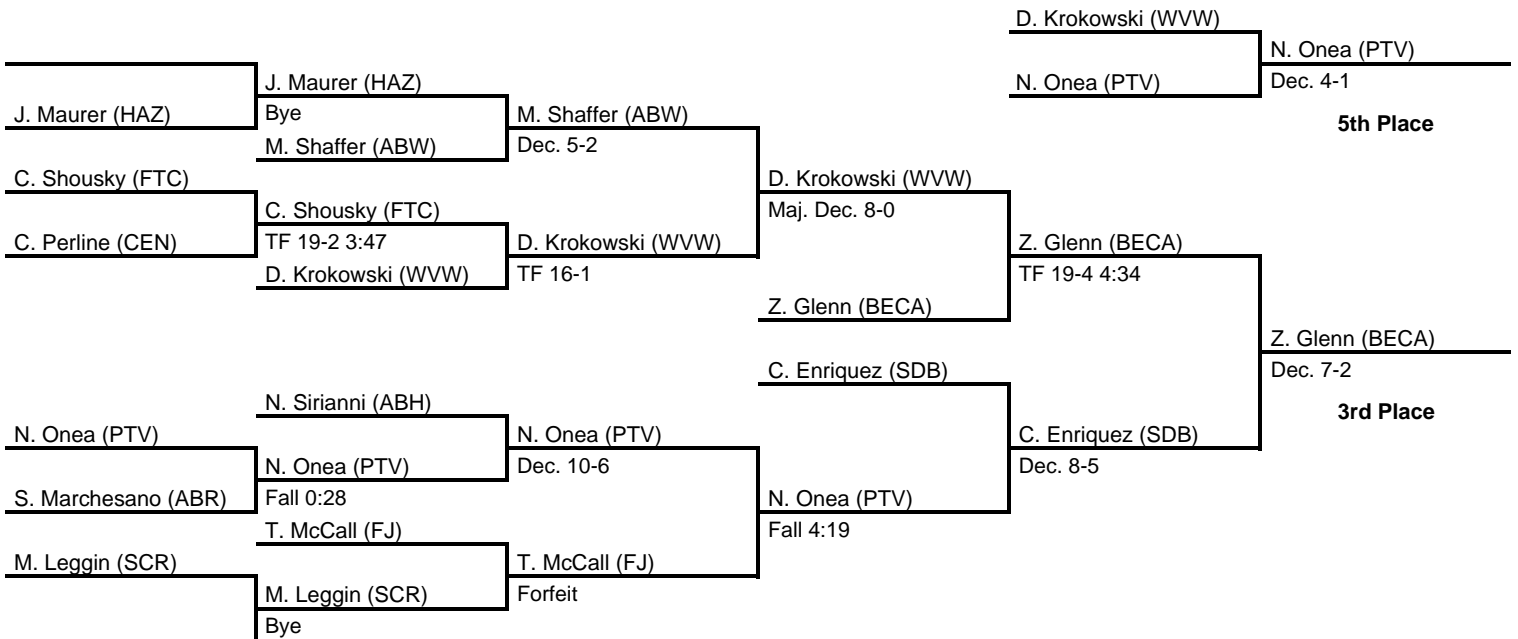 D. Krokowski (WVW)
N. Onea (PTV)
J. Maurer (HAZ)
N. Onea (PTV)
Dec. 4-1
J. Maurer (HAZ)
Bye
M. Shaffer (ABW)
5th Place
M. Shaffer (ABW)
Dec. 5-2
C. Shousky (FTC)
D. Krokowski (WVW)
C. Shousky (FTC)
Maj. Dec. 8-0
C. Perline (CEN)
TF 19-2 3:47
D. Krokowski (WVW)
Z. Glenn (BECA)
D. Krokowski (WVW)
TF 16-1
TF 19-4 4:34
Z. Glenn (BECA)
Z. Glenn (BECA)
C. Enriquez (SDB)
Dec. 7-2
N. Sirianni (ABH)
3rd Place
N. Onea (PTV)
N. Onea (PTV)
C. Enriquez (SDB)
N. Onea (PTV)
Dec. 10-6
Dec. 8-5
S. Marchesano (ABR)
Fall 0:28
N. Onea (PTV)
T. McCall (FJ)
Fall 4:19
M. Leggin (SCR)
T. McCall (FJ)
M. Leggin (SCR)
Forfeit
Bye